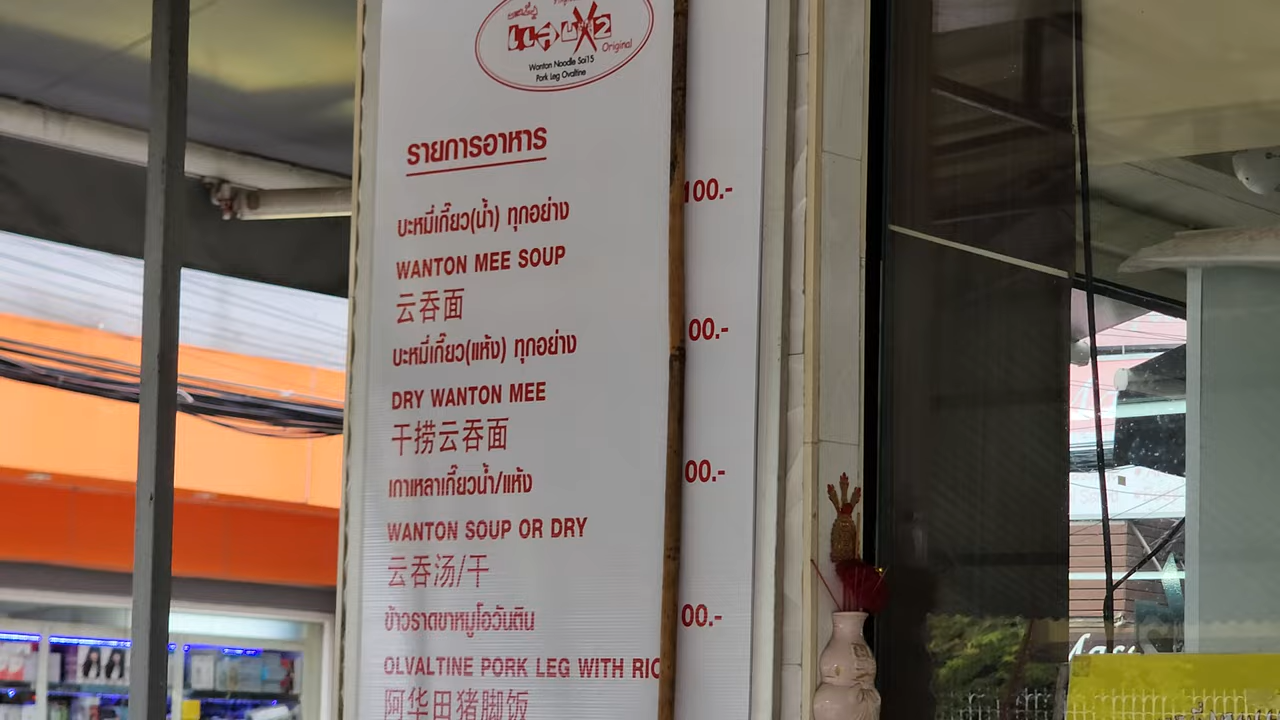 Original
Wanton Noodle Soi15
Pork Leg Ovaltine
รายการอาหาร
บะหมี่เกี๊ยว(น้ำ) ทุกอย่าง
100.-
WANTON MEE SOUP
云吞面
บะหมี่เกี๊ยว(แห้ง) ทุกอย่าง
00.-
DRY WANTON MEE
干捞云吞面
เกาเหลาเกี๊ยวน้ำ/แห้ง
00.-
WANTON SOUP OR DRY
云吞汤/干
ข้าวราดขาหมูโอวันติน
00.-
OLVALTINE PORK LEG WITH RIC
阿华田猪脚饭